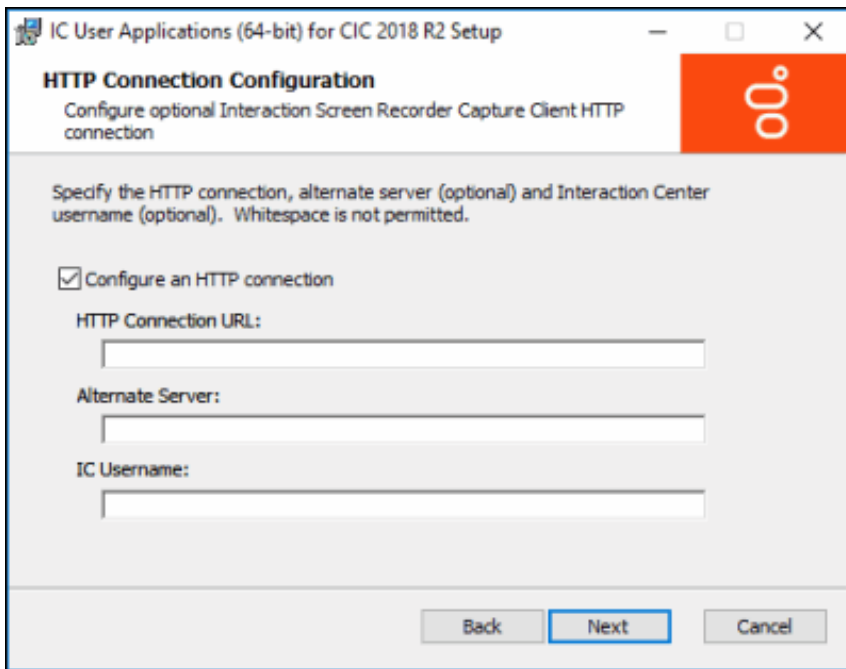 IC User Applications (64-bit) for CIC 2018 R2 Setup
HTTP Connection Configuration
Configure optional Interaction Screen Recorder Capture Client HTTP
connection
Specify the HTTP connection, alternate server (optional) and Interaction Center
username (optional).  Whitespace is not permitted.
Configure an HTTP connection
HTTP Connection URL:
Alternate Server:
IC Username:
Back Next Cancel